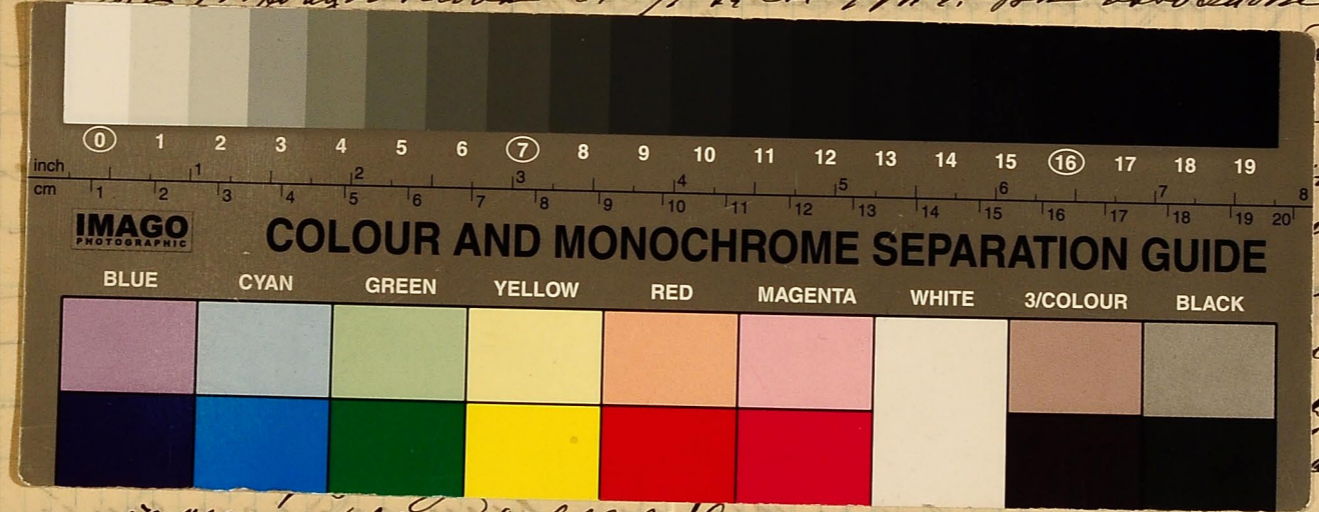 0 1 2 3 4 5 6 7 8 9 10 11 12 13 14 15 16 17 18 19
inch 1 2 3 4 5 6 7 8
cm 1 2 3 4 5 6 7 8 9 10 11 12 13 14 15 16 17 18 19 20
IMAGO
PHOTOGRAPHIC
COLOUR AND MONOCHROME SEPARATION GUIDE
BLUE CYAN GREEN YELLOW RED MAGENTA WHITE 3/COLOUR BLACK